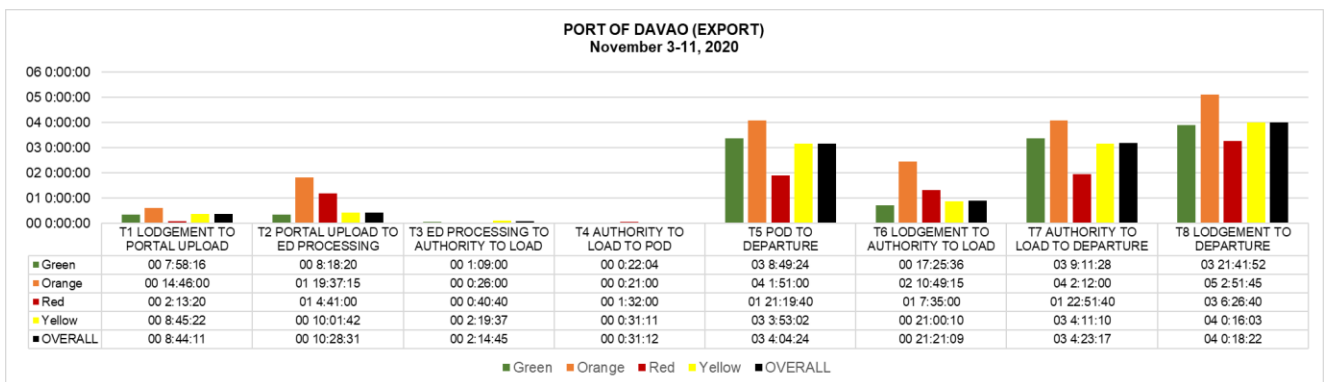 PORT OF DAVAO (EXPORT)
November 3-11, 2020
06 0:00:00
05 0:00:00
04 0:00:00
03 0:00:00
02 0:00:00
01 0:00:00
00 0:00:00
T1 LODGEMENT TO PORTAL UPLOAD
T2 PORTAL UPLOAD TO ED PROCESSING
T3 ED PROCESSING TO AUTHORITY TO LOAD
T4 AUTHORITY TO LOAD TO POD
T5 POD TO DEPARTURE
T6 LODGEMENT TO AUTHORITY TO LOAD
T7 AUTHORITY TO LOAD TO DEPARTURE
T8 LODGEMENT TO DEPARTURE
Green 00 7:58:16 00 8:18:20 00 1:09:00 00 0:22:04 03 8:49:24 00 17:25:36 03 9:11:28 03 21:41:52
Orange 00 14:46:00 01 19:37:15 00 0:26:00 00 0:21:00 04 1:51:00 02 10:49:15 04 2:12:00 05 2:51:45
Red 00 2:13:20 01 4:41:00 00 0:40:40 00 1:32:00 01 21:19:40 01 7:35:00 01 22:51:40 03 6:26:40
Yellow 00 8:45:22 00 10:01:42 00 2:19:37 00 0:31:11 03 3:53:02 00 21:00:10 03 4:11:10 04 0:16:03
OVERALL 00 8:44:11 00 10:28:31 00 2:14:45 00 0:31:12 03 4:04:24 00 21:21:09 03 4:23:17 04 0:18:22
Green Orange Red Yellow OVERALL